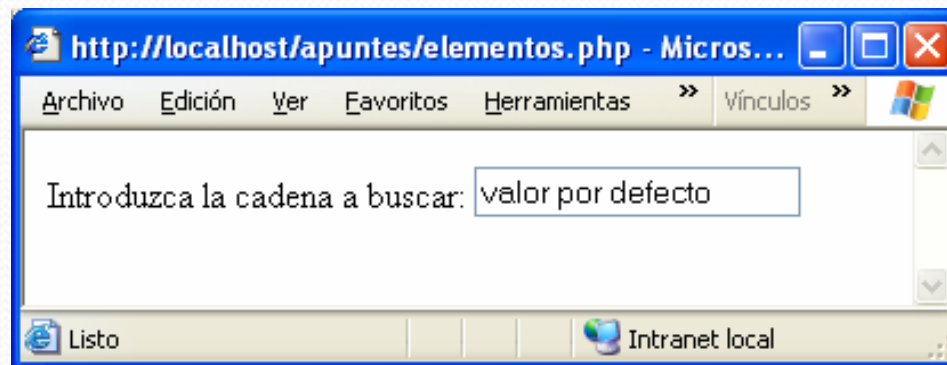 http://localhost/apuntes/elementos.php - Micros...
Archivo Edición Ver Favoritos Herramientas » Vínculos »
Introduzca la cadena a buscar: valor por defecto
Listo Intranet local